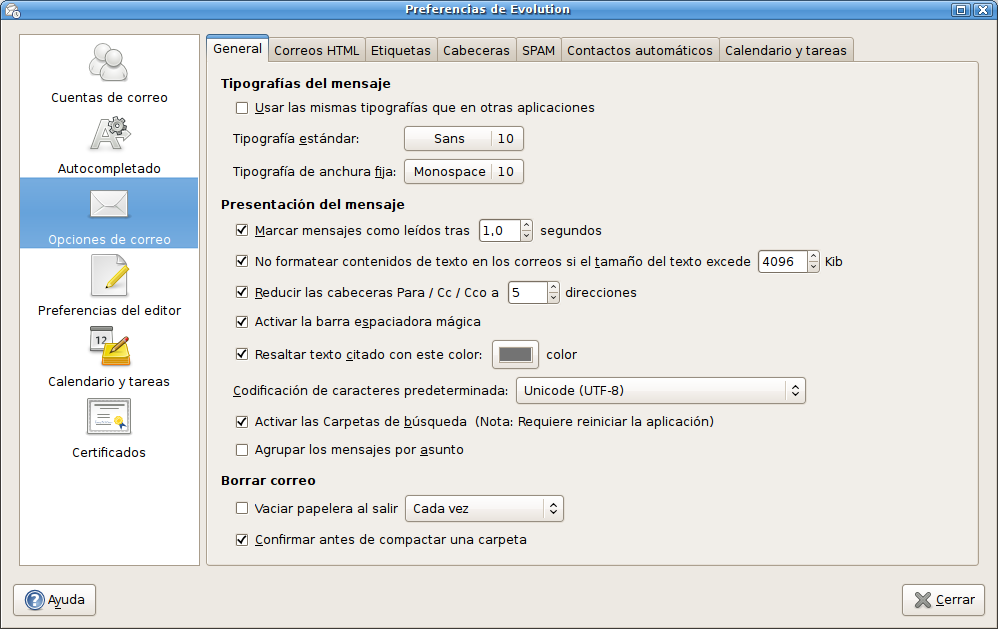 Preferencias de Evolution
Cuentas de correo
Autocompletado
Opciones de correo
Preferencias del editor
12
Calendario y tareas
Certificados
General Correos HTML Etiquetas Cabeceras SPAM Contactos automáticos Calendario y tareas
Tipografías del mensaje
Usar las mismas tipografías que en otras aplicaciones
Tipografía estándar: Sans 10
Tipografía de anchura fija: Monospace 10
Presentación del mensaje
Marcar mensajes como leídos tras 1,0 segundos
No formatear contenidos de texto en los correos si el tamaño del texto excede 4096 Kib
Reducir las cabeceras Para / Cc / Cco a 5 direcciones
Activar la barra espaciadora mágica
Resaltar texto citado con este color: color
Codificación de caracteres predeterminada: Unicode (UTF-8)
Activar las Carpetas de búsqueda (Nota: Requiere reiniciar la aplicación)
Agrupar los mensajes por asunto
Borrar correo
Vaciar papelera al salir Cada vez
Confirmar antes de compactar una carpeta
Ayuda Cerrar